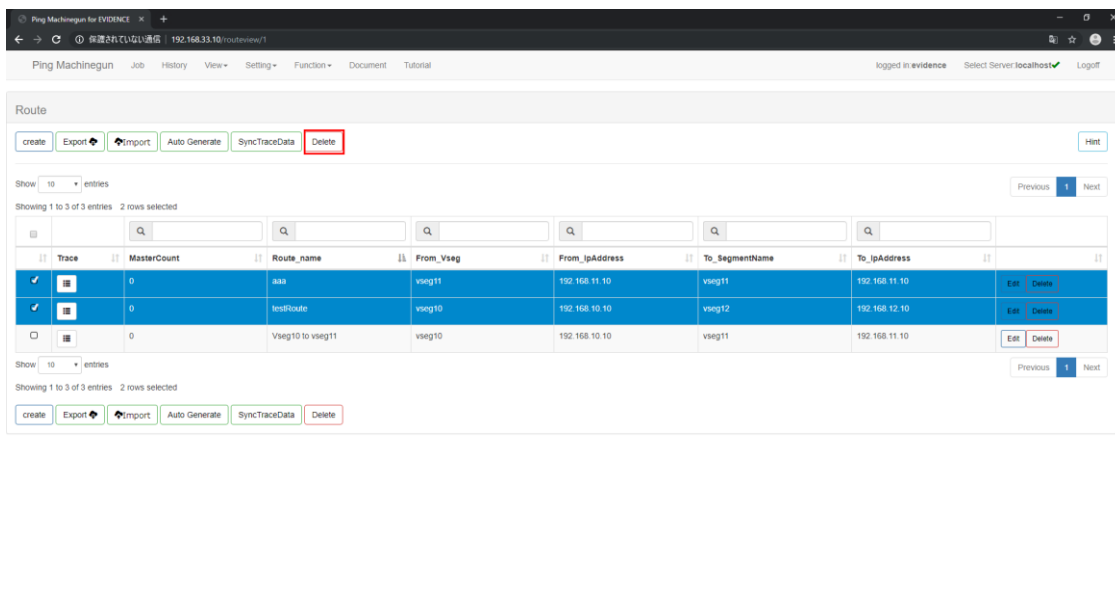 Ping Machinegun for EVIDENCE
保護されていない通信 | 192.168.33.10/routeview/1
Ping Machinegun Job History View Setting Function Document Tutorial logged in:evidence Select Server:localhost Logoff
Route
create Export Import Auto Generate SyncTraceData Delete Hint
Show 10 entries Previous 1 Next
Showing 1 to 3 of 3 entries 2 rows selected
Trace MasterCount Route_name From_Vseg From_IpAddress To_SegmentName To_IpAddress
0 aaa vseg11 192.168.11.10 vseg11 192.168.11.10 Edit Delete
0 testRoute vseg10 192.168.10.10 vseg12 192.168.12.10 Edit Delete
0 Vseg10 to vseg11 vseg10 192.168.10.10 vseg11 192.168.11.10 Edit Delete
Show 10 entries Previous 1 Next
Showing 1 to 3 of 3 entries 2 rows selected
create Export Import Auto Generate SyncTraceData Delete